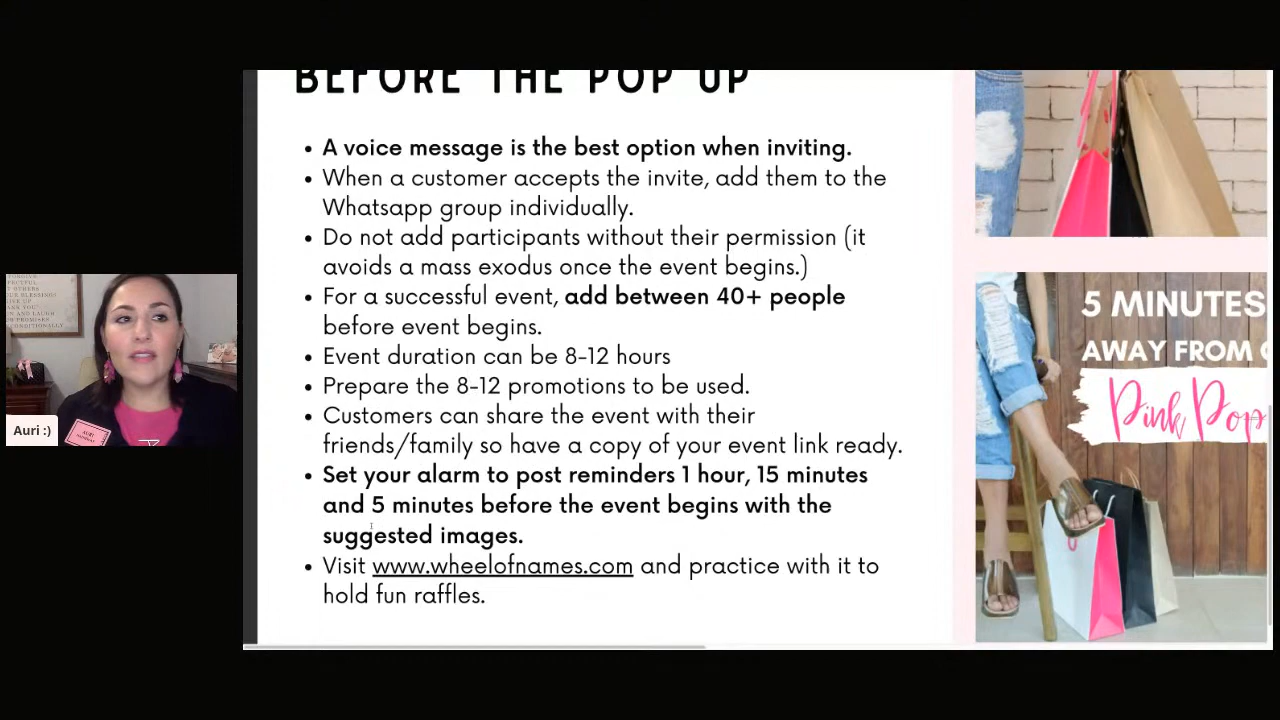 BEFORE THE POP UP
• A voice message is the best option when inviting.
• When a customer accepts the invite, add them to the
Whatsapp group individually.
• Do not add participants without their permission (it
avoids a mass exodus once the event begins.)
• For a successful event, add between 40+ people
before event begins.
• Event duration can be 8-12 hours
• Prepare the 8-12 promotions to be used.
• Customers can share the event with their
friends/family so have a copy of your event link ready.
• Set your alarm to post reminders 1 hour, 15 minutes
and 5 minutes before the event begins with the
suggested images.
• Visit www.wheelofnames.com and practice with it to
hold fun raffles.
5 MINUTES
AWAY FROM
Pink Pop
Auri :)
AURI